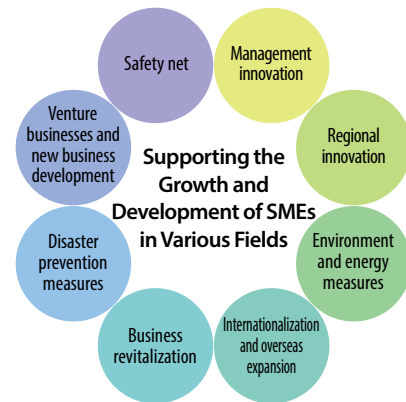 Safety net
Management
innovation
Venture
businesses and
new business
development
Regional
innovation
Supporting the
Growth and
Development of SMEs
in Various Fields
Disaster
prevention
measures
Environment
and energy
measures
Business
revitalization
Internationalization
and overseas
expansion